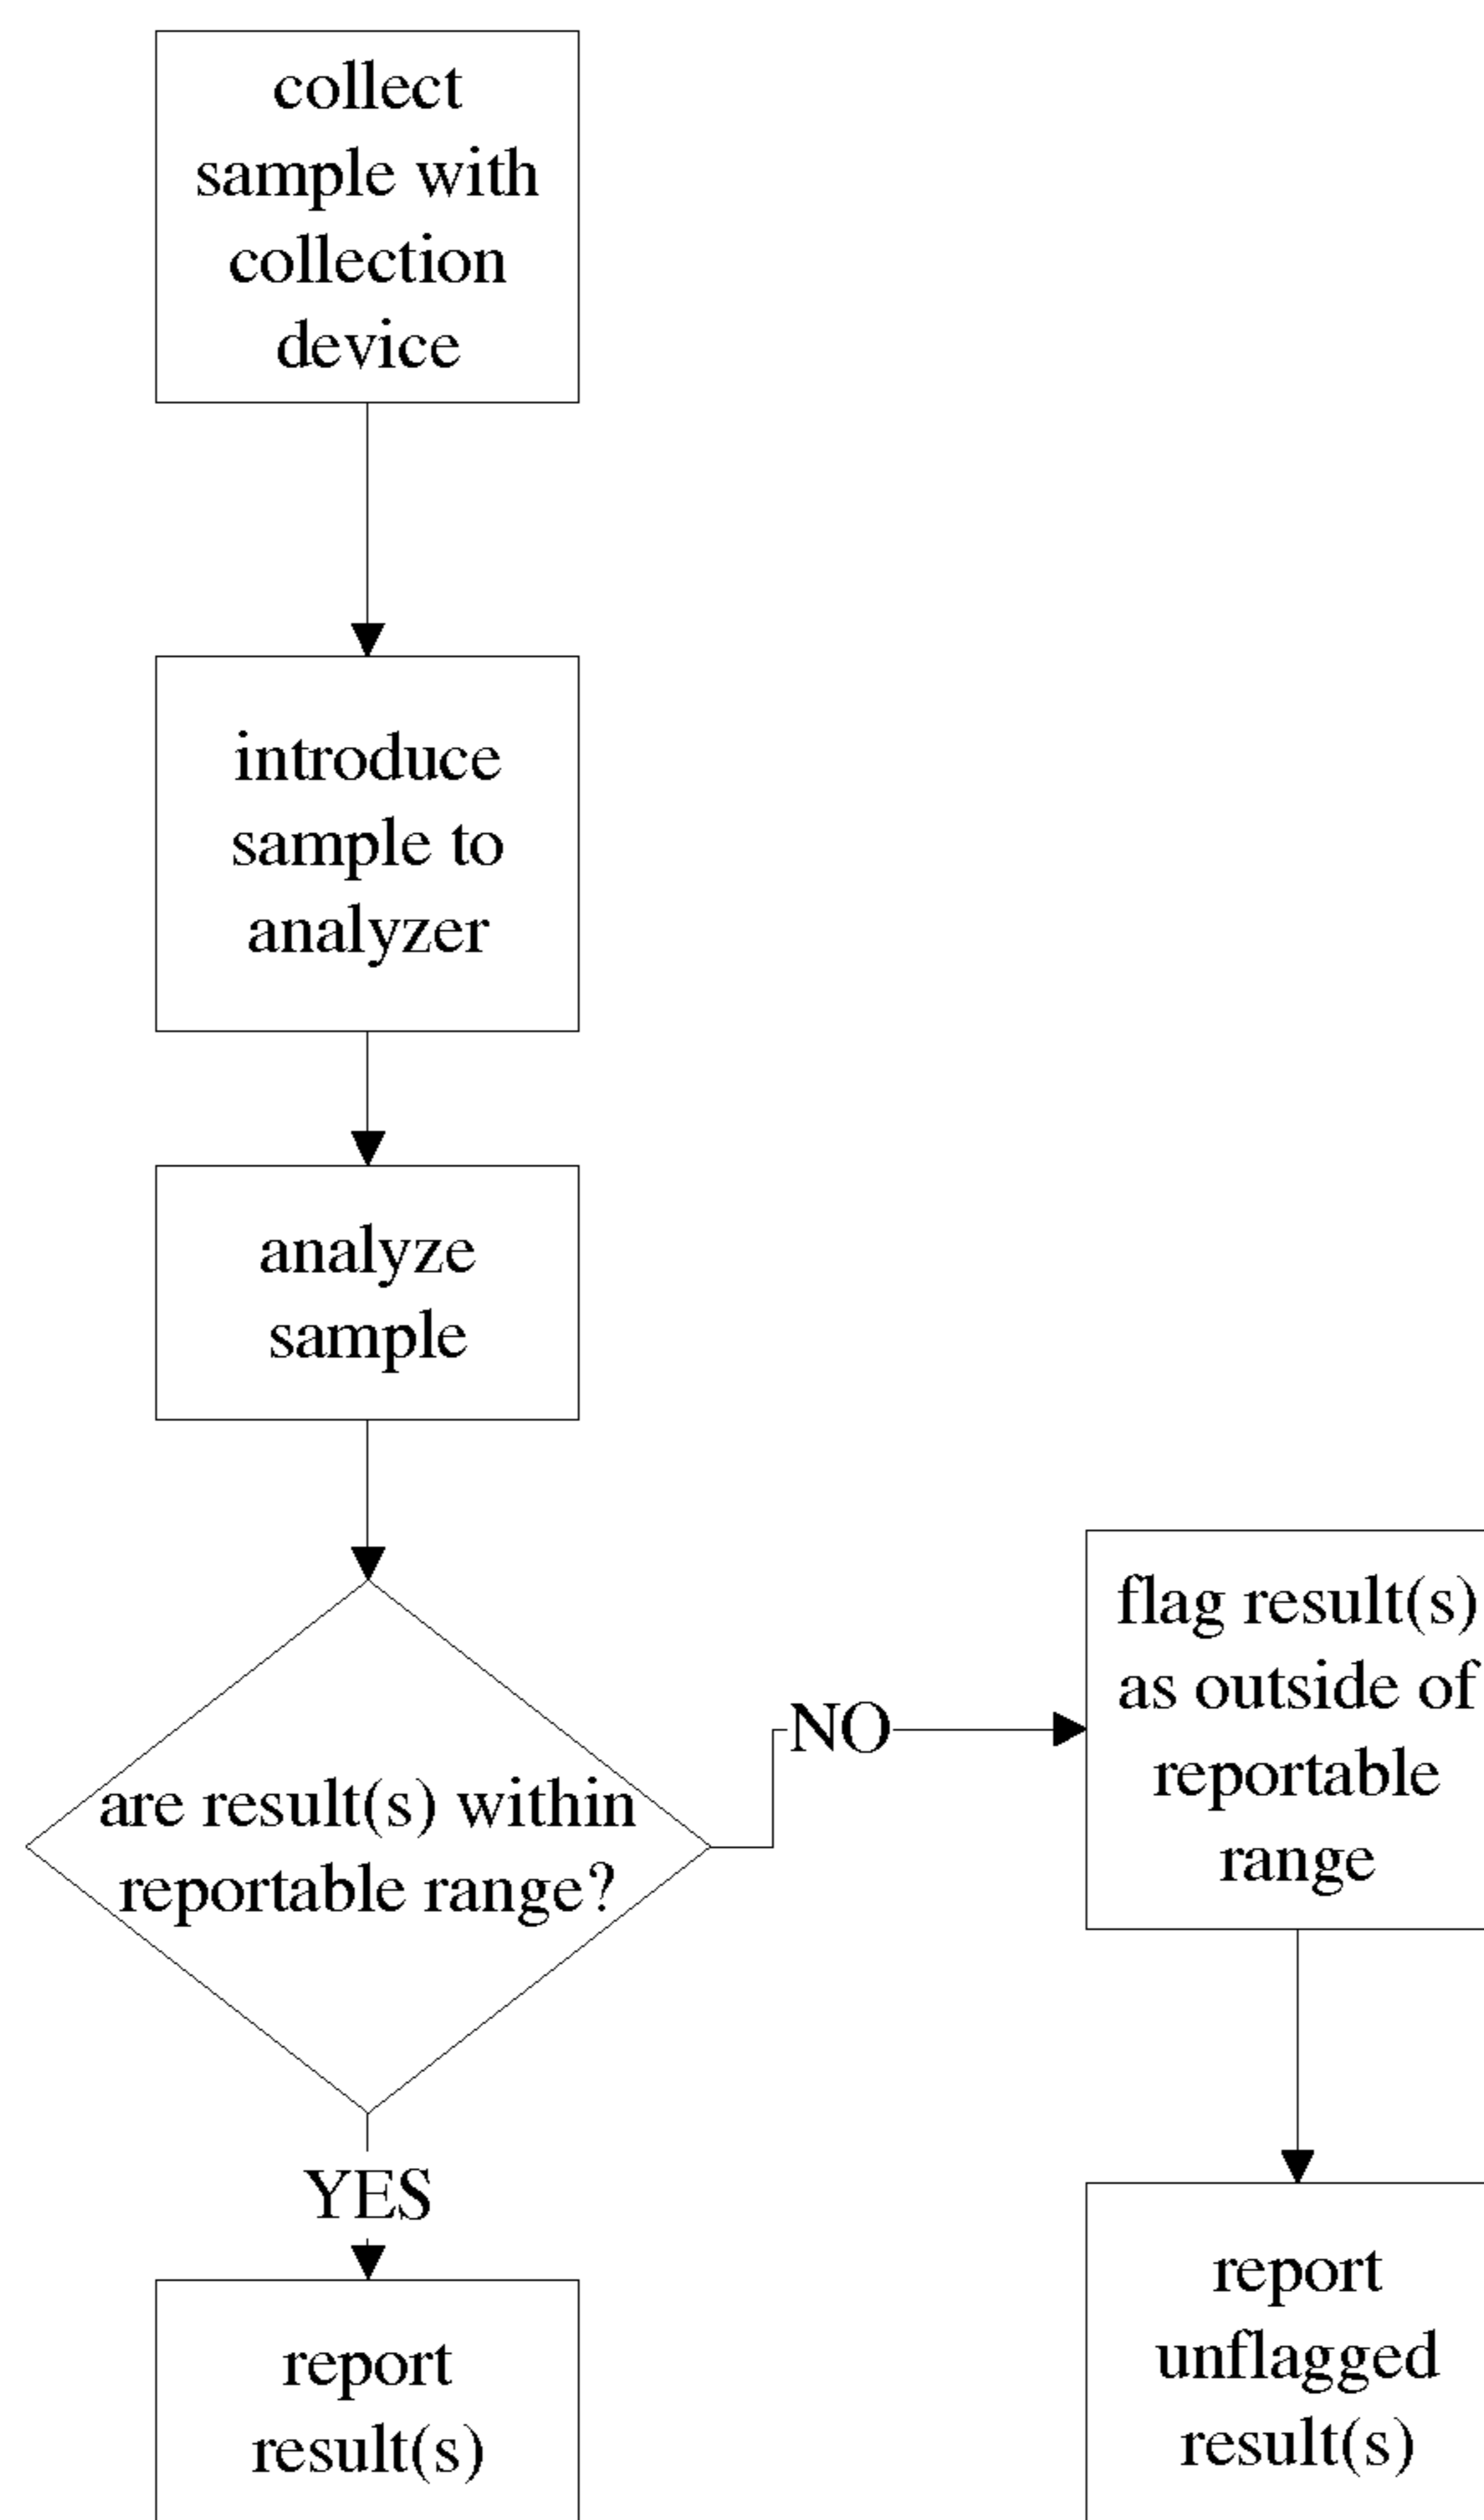 collect
sample with
collection
device
introduce
sample to
analyzer
analyze
sample
are result(s) within
reportable range?
NO
flag result(s)
as outside of
reportable
range
YES
report
result(s)
report
unflagged
result(s)